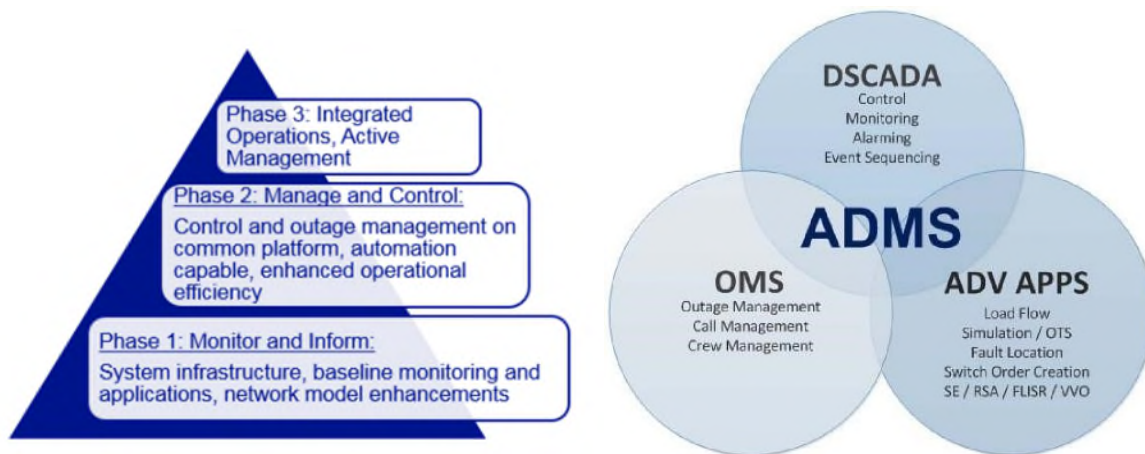 Phase 3: Integrated
Operations, Active
Management
Phase 2: Manage and Control:
Control and outage management on
common platform, automation
capable, enhanced operational
efficiency
Phase 1: Monitor and Inform:
System infrastructure, baseline monitoring and
applications, network model enhancements
DSCADA
Control
Monitoring
Alarming
Event Sequencing
ADMS
OMS
Outage Management
Call Management
Crew Management
ADV APPS
Load Flow
Simulation / OTS
Fault Location
Switch Order Creation
SE / RSA / FLISR / VVO